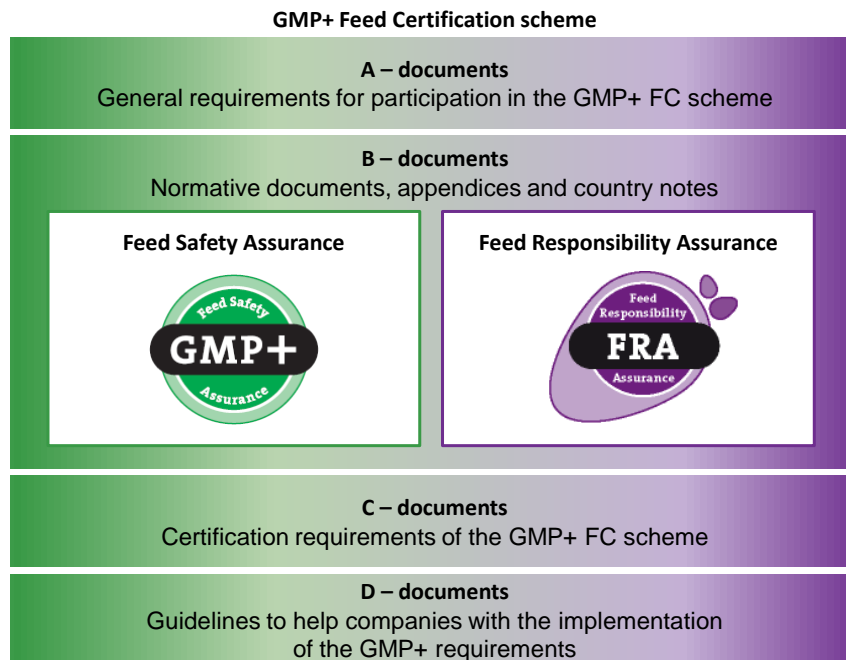 GMP+ Feed Certification scheme
A – documents
General requirements for participation in the GMP+ FC scheme
B – documents
Normative documents, appendices and country notes
Feed Safety Assurance
Feed Safety
GMP+
Assurance
Feed Responsibility Assurance
Feed
Responsibility
FRA
Assurance
C – documents
Certification requirements of the GMP+ FC scheme
D – documents
Guidelines to help companies with the implementation
of the GMP+ requirements